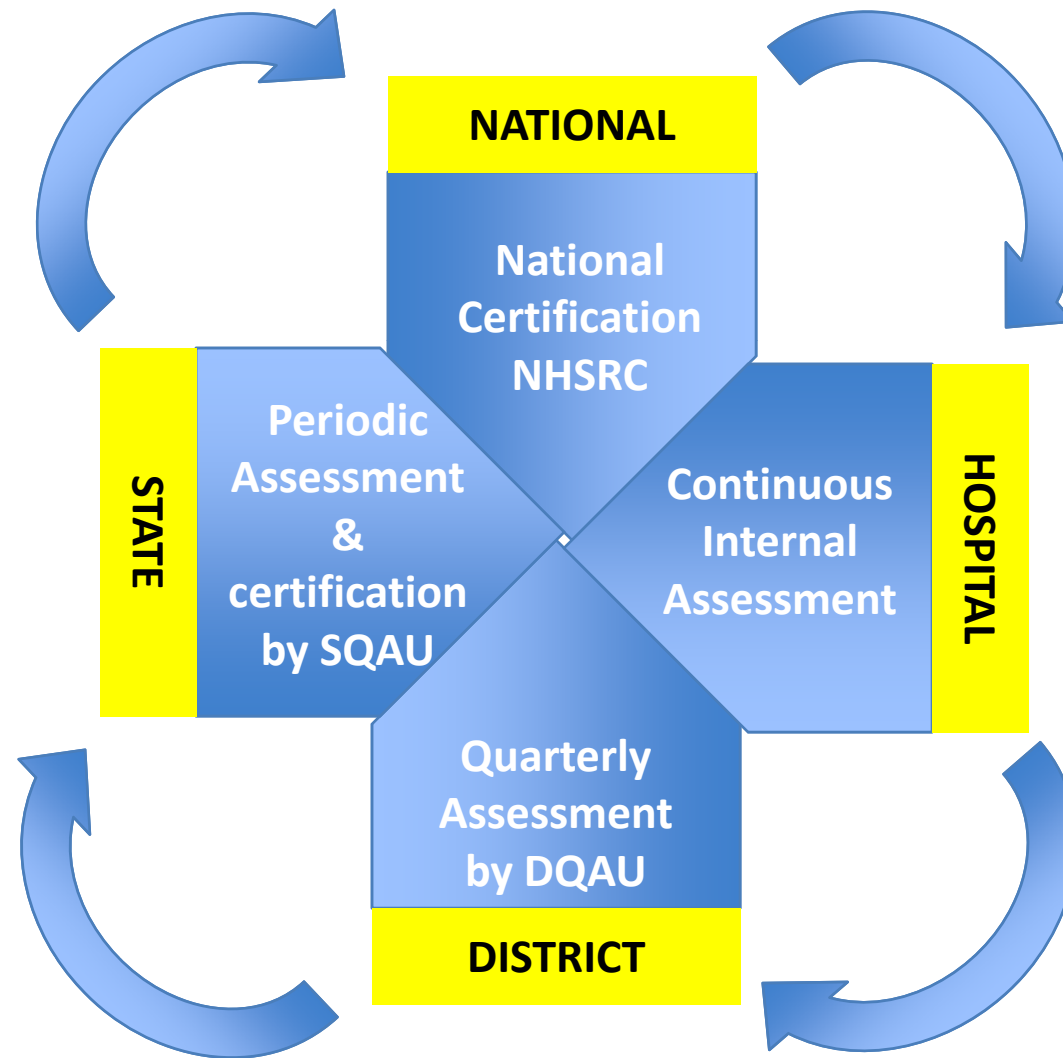 NATIONAL
National
Certification
NHSRC
STATE
Periodic
Assessment
&
certification
by SQAU
Continuous
Internal
Assessment
HOSPITAL
Quarterly
Assessment
by DQAU
DISTRICT